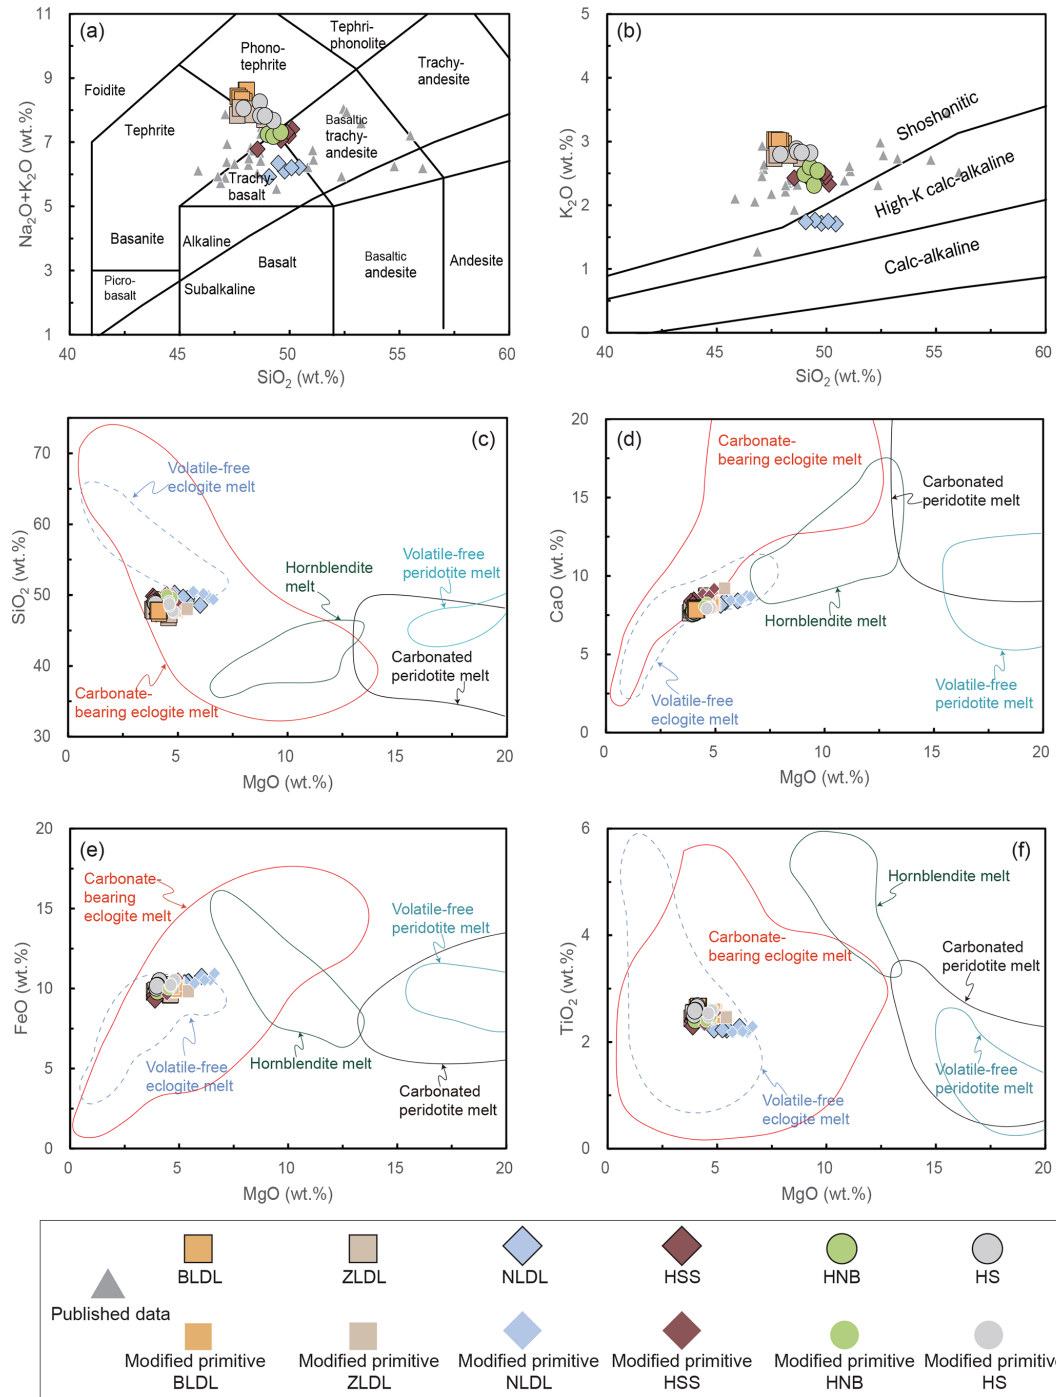 (a)
11
9
7
5
3
1
Na₂O+K₂O (wt.%)
Foidite
Phono-
tephrite
Tephri-
phonolite
Trachy-
andesite
Tephrite
Basaltic
trachy-
andesite
Trachy-
basalt
Basanite
Alkaline
Basalt
Basaltic
andesite
Andesite
Picro-
basalt
Subalkaline
40
45
50
55
60
SiO₂ (wt.%)
(b)
5
4
3
2
1
0
K₂O (wt.%)
Shoshonitic
High-K calc-alkaline
Calc-alkaline
40
45
50
55
60
SiO₂ (wt.%)
(c)
70
60
50
40
30
SiO₂ (wt.%)
Volatile-free
eclogite melt
Hornblendite
melt
Volatile-free
peridotite melt
Carbonated
peridotite melt
Carbonate-
bearing eclogite melt
0
5
10
15
20
MgO (wt.%)
(d)
20
15
10
5
0
CaO (wt.%)
Carbonate-
bearing eclogite melt
Carbonated
peridotite melt
Hornblendite melt
Volatile-free
eclogite melt
Volatile-free
peridotite melt
0
5
10
15
20
MgO (wt.%)
(e)
20
15
10
5
0
FeO (wt.%)
Carbonate-
bearing
eclogite melt
Volatile-free
peridotite melt
Volatile-free
eclogite melt
Hornblendite melt
Carbonated
peridotite melt
0
5
10
15
20
MgO (wt.%)
(f)
6
4
2
0
TiO₂ (wt.%)
Hornblendite melt
Carbonate-
bearing eclogite melt
Carbonated
peridotite melt
Volatile-free
peridotite melt
Volatile-free
eclogite melt
0
5
10
15
20
MgO (wt.%)
Published data
BLDL
ZLDL
NLDL
HSS
HNB
HS
Modified primitive
BLDL
Modified primitive
ZLDL
Modified primitive
NLDL
Modified primitive
HSS
Modified primitive
HNB
Modified primitive
HS